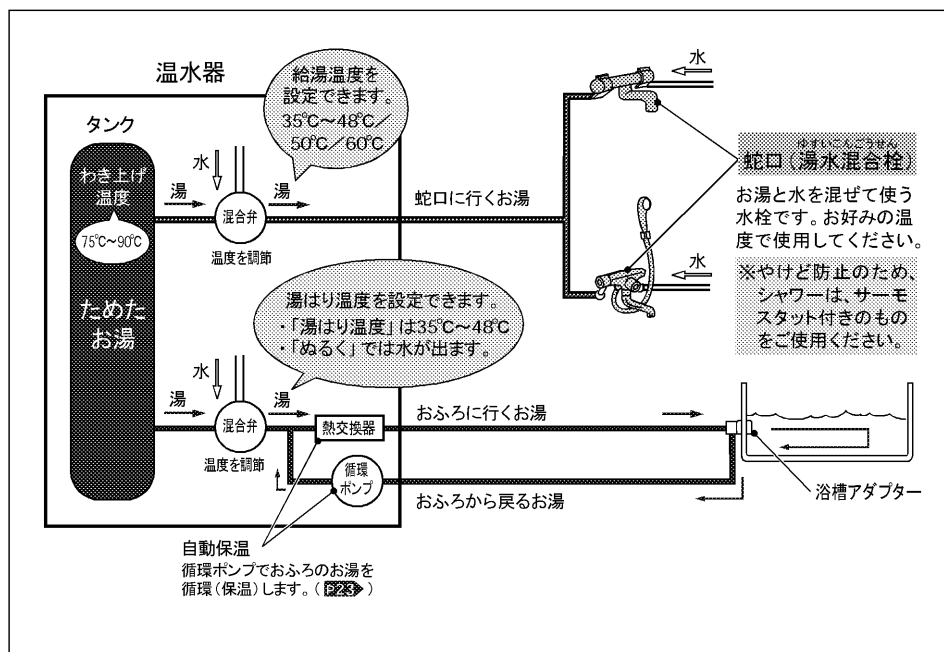 温水器
タンク
わき上げ
温度
75℃～90℃
ためた
お湯
給湯温度を
設定できます。
35℃～48℃／
50℃／60℃
水
湯
混合弁
湯
温度を調節
蛇口に行くお湯
水
ゆすいこんごうせん
蛇口（湯水混合栓）
お湯と水を混ぜて使う
水栓です。お好みの温
度で使用してください。
水
※やけど防止のため、
シャワーは、サーモ
スタット付きのもの
をご使用ください。
湯はり温度を設定できます。
・「湯はり温度」は35℃～48℃
・「ぬるく」では水が出ます。
水
湯
混合弁
湯
温度を調節
熱交換器
循環
ポンプ
おふろに行くお湯
おふろから戻るお湯
浴槽アダプター
自動保温
循環ポンプでおふろのお湯を
循環（保温）します。（P23）